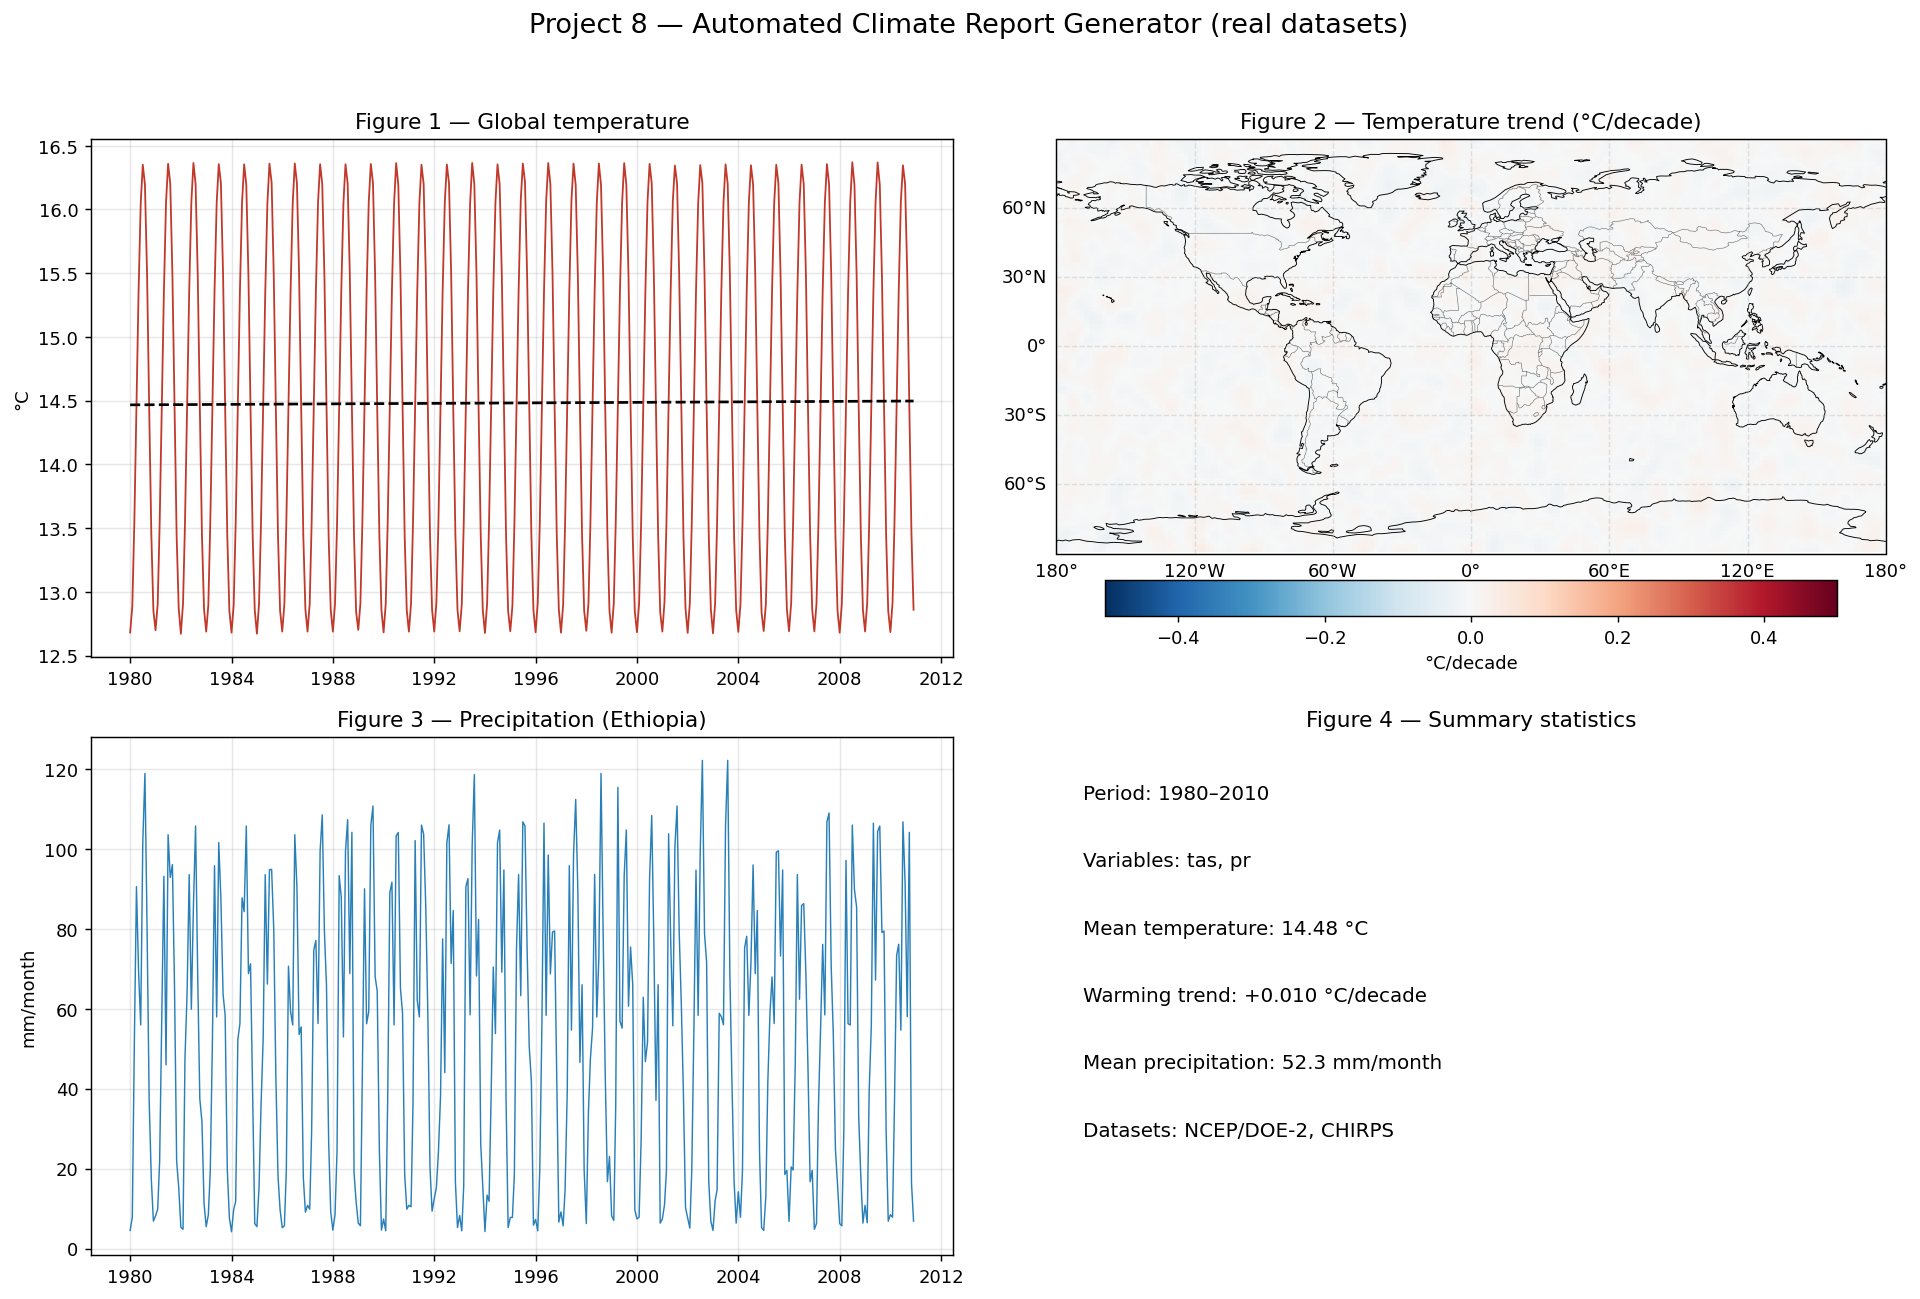 Project 8 — Automated Climate Report Generator (real datasets)
Figure 1 — Global temperature
°C
16.5
16.0
15.5
15.0
14.5
14.0
13.5
13.0
12.5
1980 1984 1988 1992 1996 2000 2004 2008 2012
Figure 2 — Temperature trend (°C/decade)
60°N
30°N
0°
30°S
60°S
180° 120°W 60°W 0° 60°E 120°E 180°
−0.4 −0.2 0.0 0.2 0.4
°C/decade
Figure 3 — Precipitation (Ethiopia)
mm/month
120
100
80
60
40
20
0
1980 1984 1988 1992 1996 2000 2004 2008 2012
Figure 4 — Summary statistics
Period: 1980–2010
Variables: tas, pr
Mean temperature: 14.48 °C
Warming trend: +0.010 °C/decade
Mean precipitation: 52.3 mm/month
Datasets: NCEP/DOE-2, CHIRPS